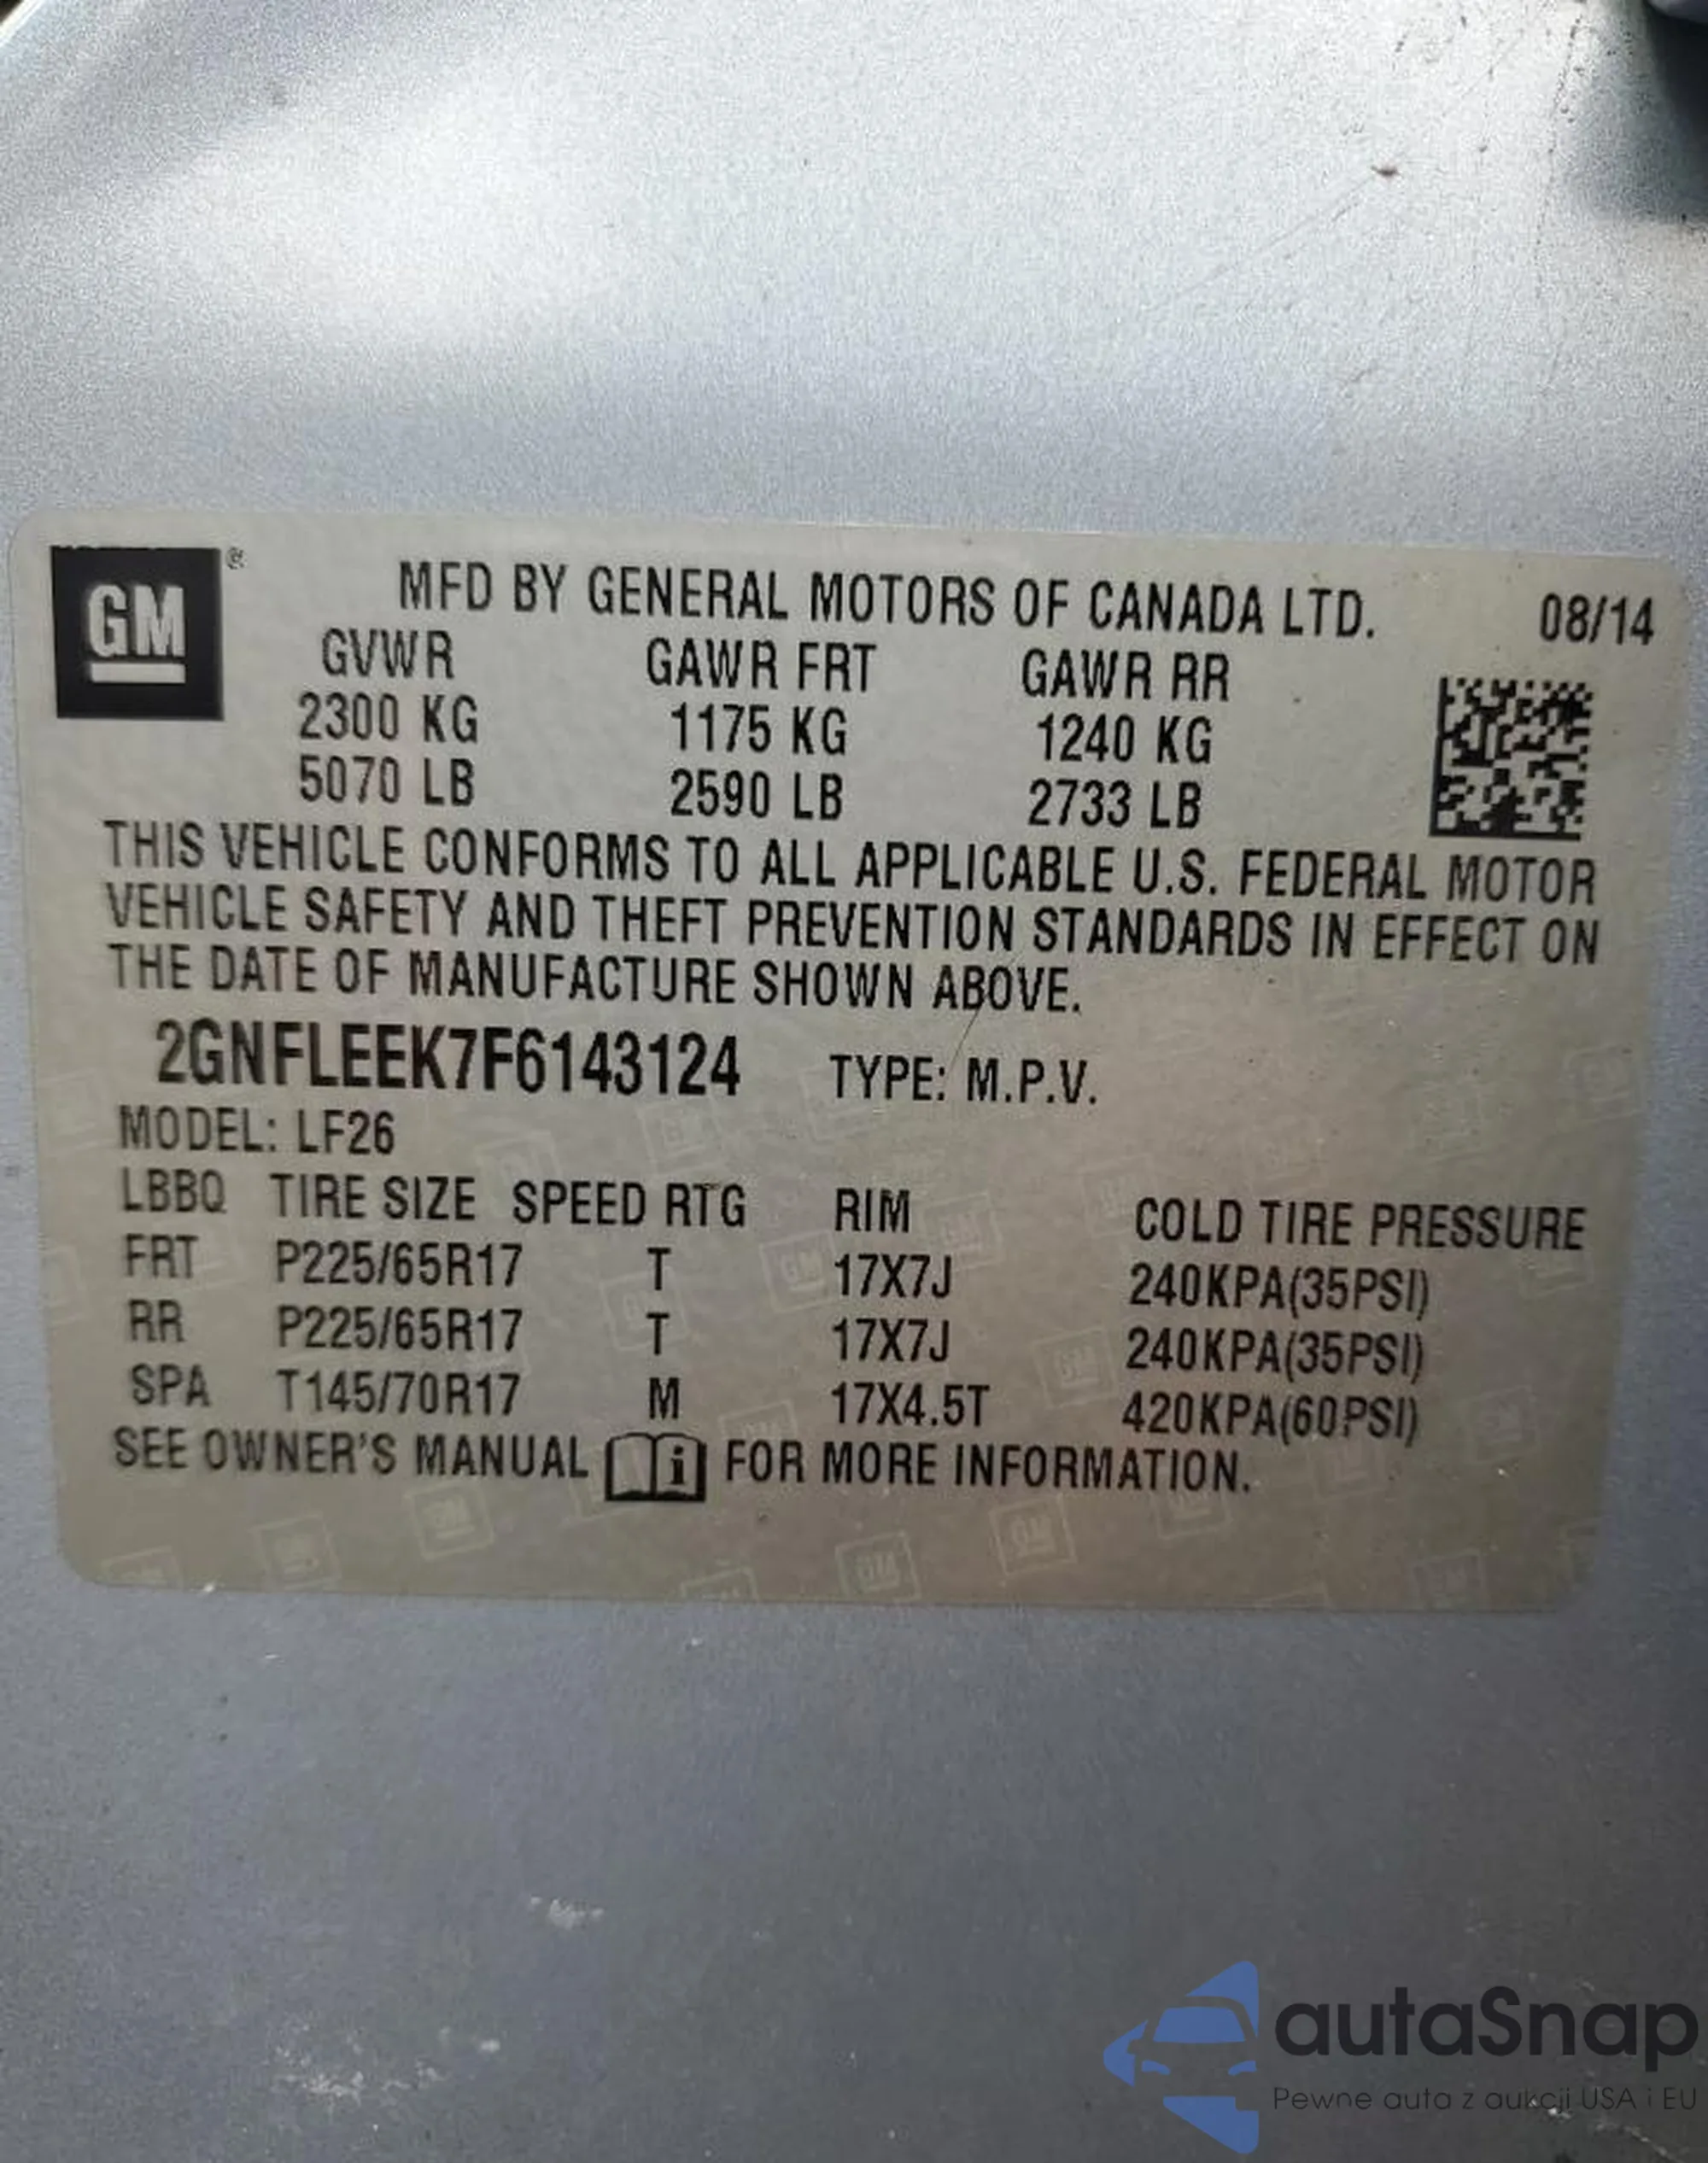 GM®
MFD BY GENERAL MOTORS OF CANADA LTD. 08/14
GVWR GAWR FRT GAWR RR
2300 KG 1175 KG 1240 KG
5070 LB 2590 LB 2733 LB
THIS VEHICLE CONFORMS TO ALL APPLICABLE U.S. FEDERAL MOTOR
VEHICLE SAFETY AND THEFT PREVENTION STANDARDS IN EFFECT ON
THE DATE OF MANUFACTURE SHOWN ABOVE.
2GNFLEEK7F6143124 TYPE: M.P.V.
MODEL: LF26
LBBQ TIRE SIZE SPEED RTG RIM COLD TIRE PRESSURE
FRT P225/65R17 T 17X7J 240KPA(35PSI)
RR P225/65R17 T 17X7J 240KPA(35PSI)
SPA T145/70R17 M 17X4.5T 420KPA(60PSI)
SEE OWNER'S MANUAL i FOR MORE INFORMATION.
autaSnap
Pewne auta z aukcji USA i EU